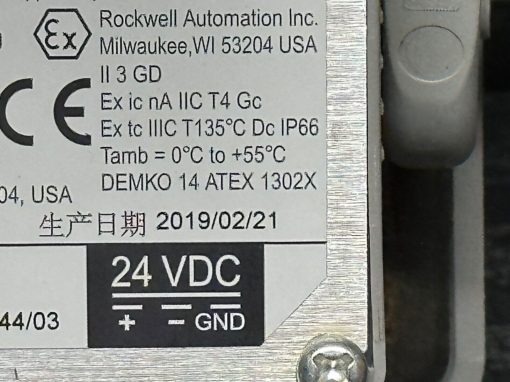 Rockwell Automation Inc.
Ex Milwaukee,WI 53204 USA
II 3 GD
Ex ic nA IIC T4 Gc
CE Ex tc IIIC T135°C Dc IP66
Tamb = 0°C to +55°C
DEMKO 14 ATEX 1302X
04, USA
生产日期 2019/02/21
24 VDC
44/03
+ − GND